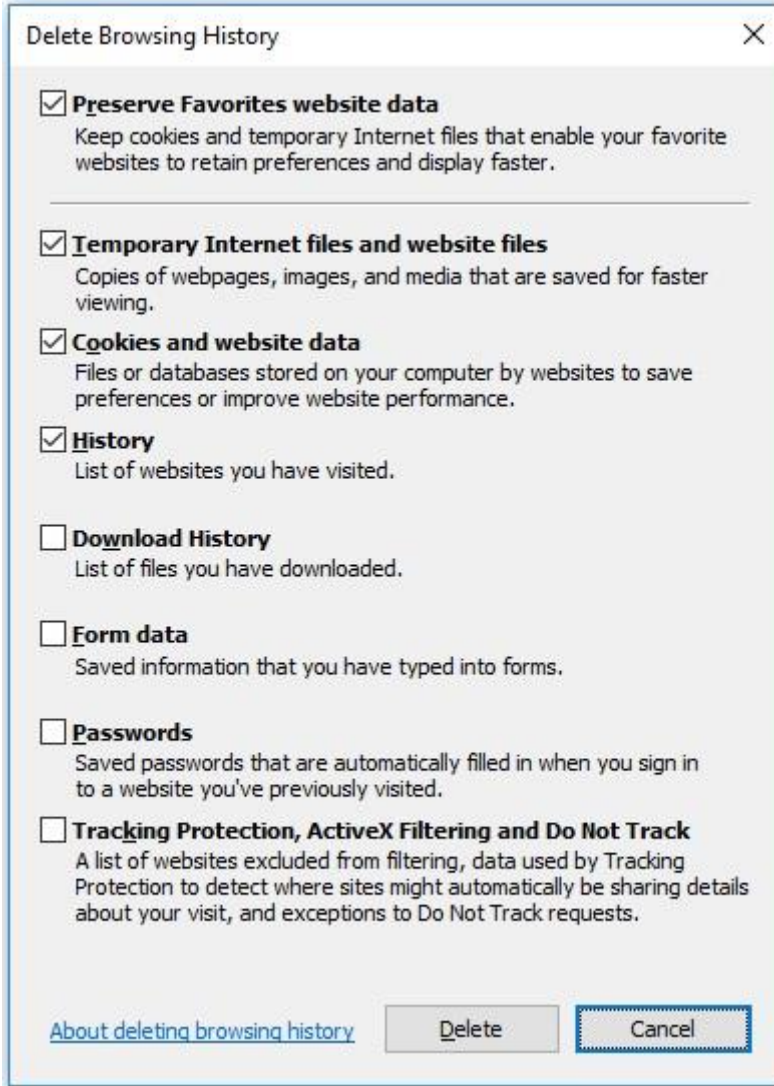 Delete Browsing History
Preserve Favorites website data
Keep cookies and temporary Internet files that enable your favorite
websites to retain preferences and display faster.
Temporary Internet files and website files
Copies of webpages, images, and media that are saved for faster
viewing.
Cookies and website data
Files or databases stored on your computer by websites to save
preferences or improve website performance.
History
List of websites you have visited.
Download History
List of files you have downloaded.
Form data
Saved information that you have typed into forms.
Passwords
Saved passwords that are automatically filled in when you sign in
to a website you've previously visited.
Tracking Protection, ActiveX Filtering and Do Not Track
A list of websites excluded from filtering, data used by Tracking
Protection to detect where sites might automatically be sharing details
about your visit, and exceptions to Do Not Track requests.
About deleting browsing history Delete Cancel